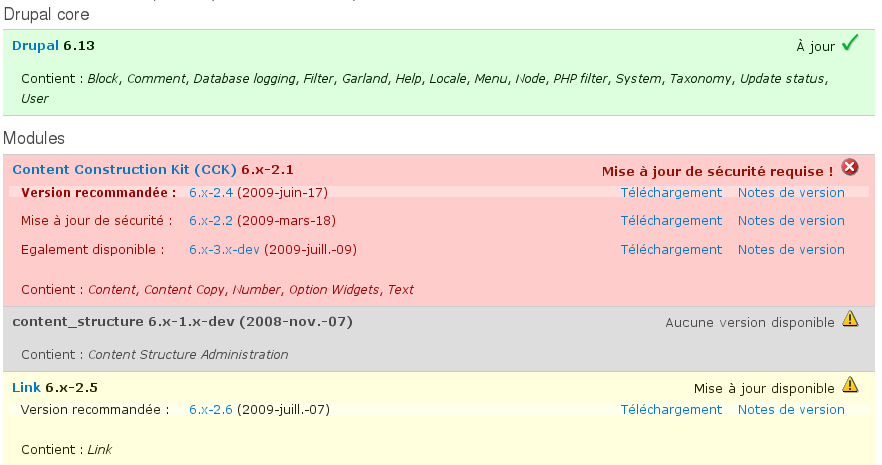 Drupal core
Drupal 6.13 À jour
Contient : Block, Comment, Database logging, Filter, Garland, Help, Locale, Menu, Node, PHP filter, System, Taxonomy, Update status,
User
Modules
Content Construction Kit (CCK) 6.x-2.1 Mise à jour de sécurité requise !
Version recommandée : 6.x-2.4 (2009-juin-17) Téléchargement Notes de version
Mise à jour de sécurité : 6.x-2.2 (2009-mars-18) Téléchargement Notes de version
Egalement disponible : 6.x-3.x-dev (2009-juill.-09) Téléchargement Notes de version
Contient : Content, Content Copy, Number, Option Widgets, Text
content_structure 6.x-1.x-dev (2008-nov.-07) Aucune version disponible
Contient : Content Structure Administration
Link 6.x-2.5 Mise à jour disponible
Version recommandée : 6.x-2.6 (2009-juill.-07) Téléchargement Notes de version
Contient : Link